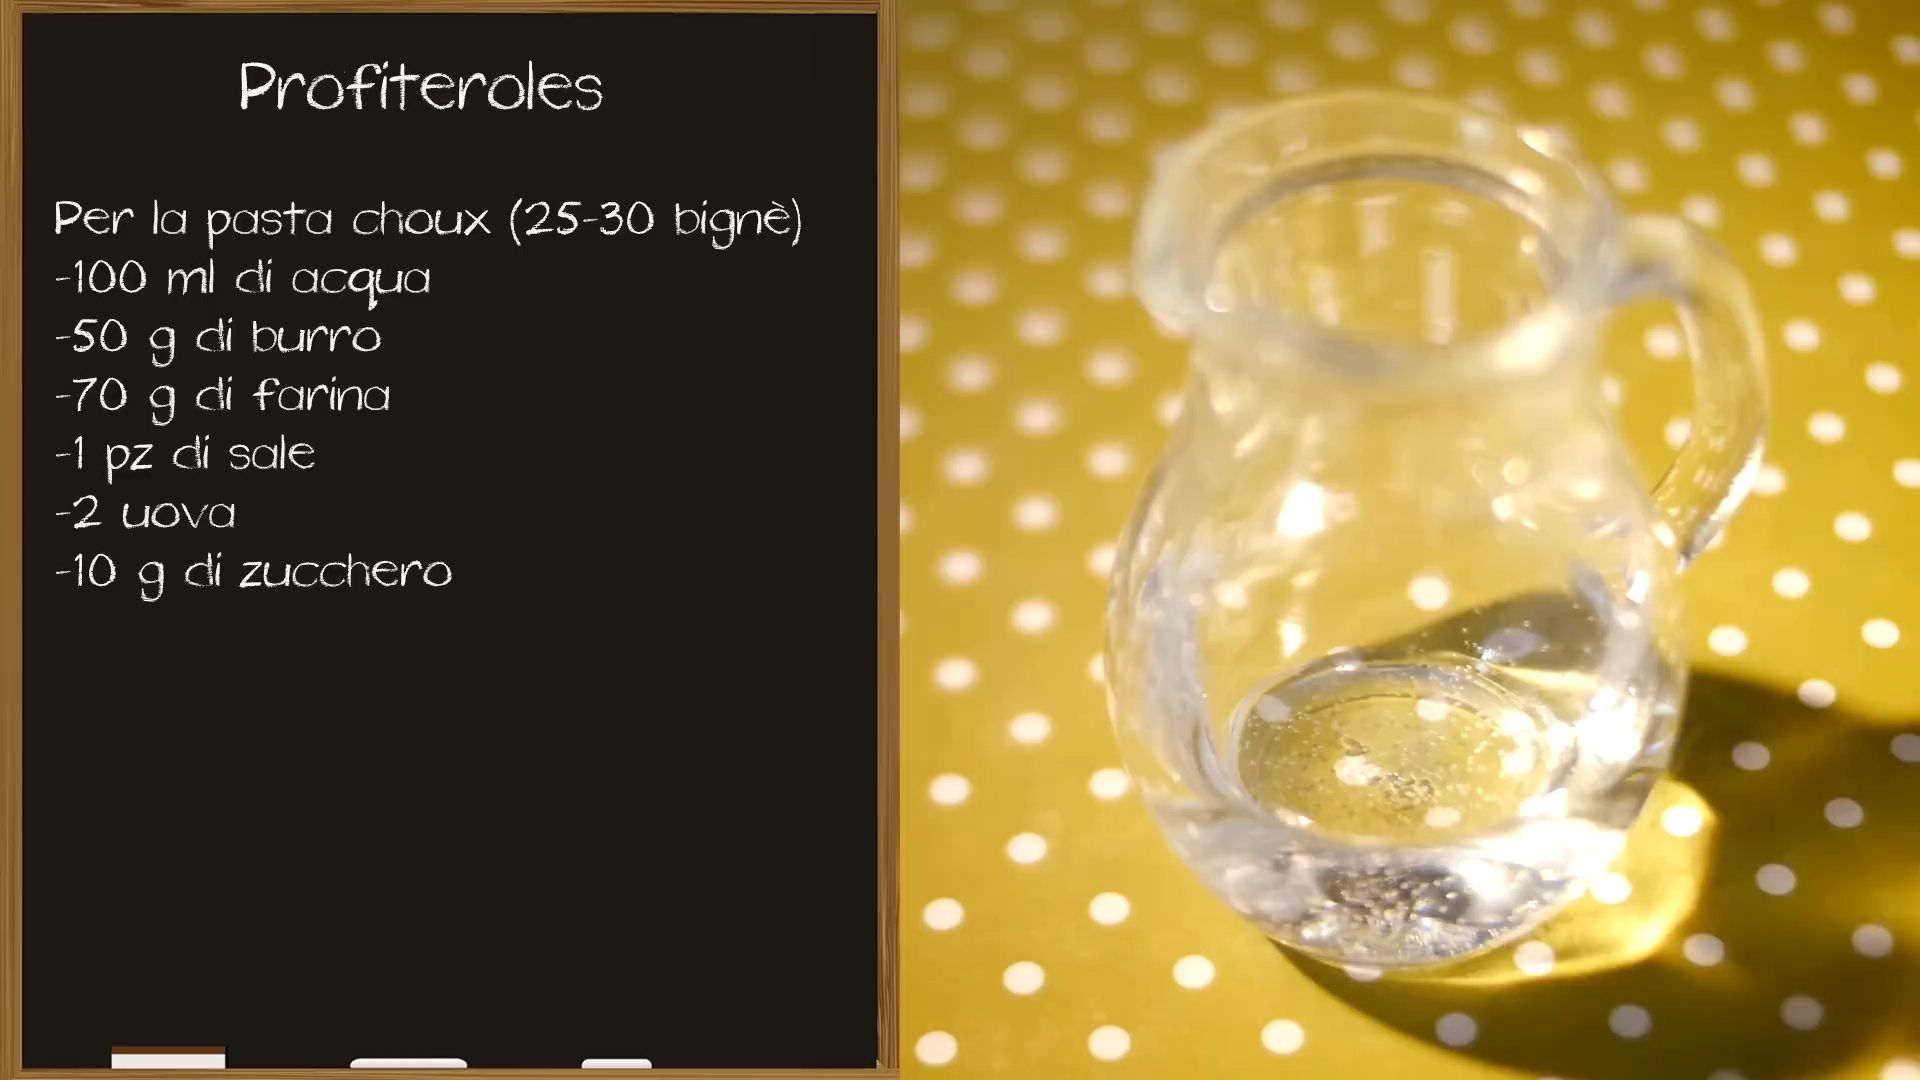 Profiteroles
Per la pasta choux (25-30 bignè)
-100 ml di acqua
-50 g di burro
-70 g di farina
-1 pz di sale
-2 uova
-10 g di zucchero